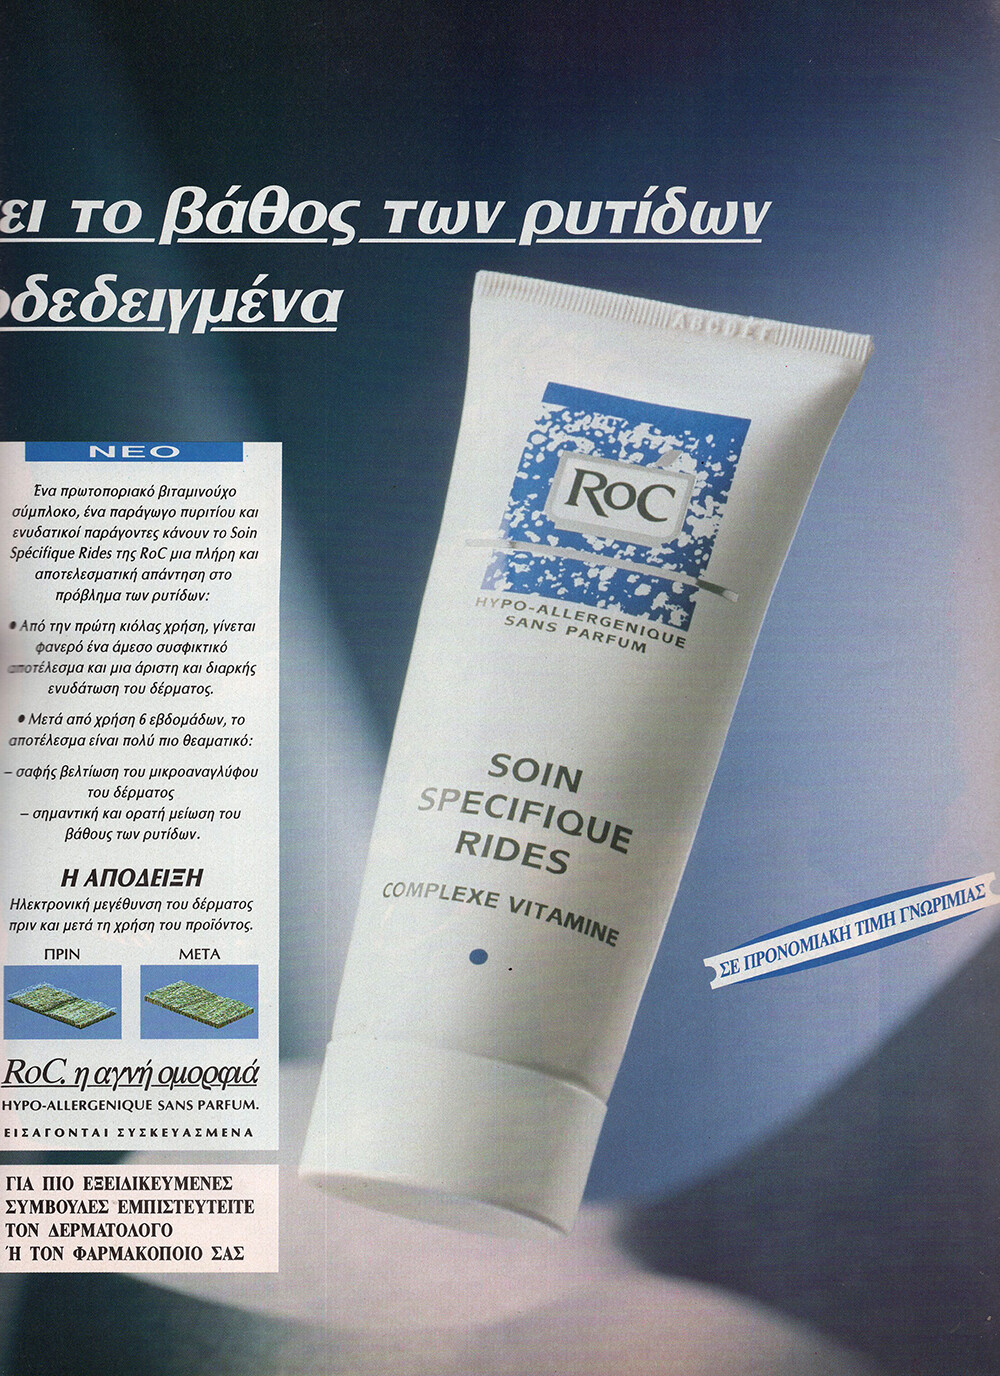 ει το βάθος των ρυτίδων
οδεδειγμένα
ΝΕΟ
Ένα πρωτοποριακό βιταμινούχο
σύμπλοκο, ένα παράγωγο πυριτίου και
ενυδατικοί παράγοντες κάνουν το Soin
Spécifique Rides της RoC μια πλήρη και
αποτελεσματική απάντηση στο
πρόβλημα των ρυτίδων:
• Από την πρώτη κιόλας χρήση, γίνεται
φανερό ένα άμεσο συσφικτικό
αποτέλεσμα και μια άριστη και διαρκής
ενυδάτωση του δέρματος.
• Μετά από χρήση 6 εβδομάδων, το
αποτέλεσμα είναι πολύ πιο θεαματικό:
– σαφής βελτίωση του μικροαναγλύφου
του δέρματος
– σημαντική και ορατή μείωση του
βάθους των ρυτίδων.
Η ΑΠΟΔΕΙΞΗ
Ηλεκτρονική μεγέθυνση του δέρματος
πριν και μετά τη χρήση του προϊόντος.
ΠΡΙΝ ΜΕΤΑ
RoC. η αγνή ομορφιά
HYPO-ALLERGENIQUE SANS PARFUM.
ΕΙΣΑΓΟΝΤΑΙ ΣΥΣΚΕΥΑΣΜΕΝΑ
ΓΙΑ ΠΙΟ ΕΞΕΙΔΙΚΕΥΜΕΝΕΣ
ΣΥΜΒΟΥΛΕΣ ΕΜΠΙΣΤΕΥΤΕΙΤΕ
ΤΟΝ ΔΕΡΜΑΤΟΛΟΓΟ
Ή ΤΟΝ ΦΑΡΜΑΚΟΠΟΙΟ ΣΑΣ
ABCDEF
RoC
HYPO-ALLERGENIQUE
SANS PARFUM
SOIN
SPECIFIQUE
RIDES
COMPLEXE VITAMINE
ΣΕ ΠΡΟΝΟΜΙΑΚΗ ΤΙΜΗ ΓΝΩΡΙΜΙΑΣ